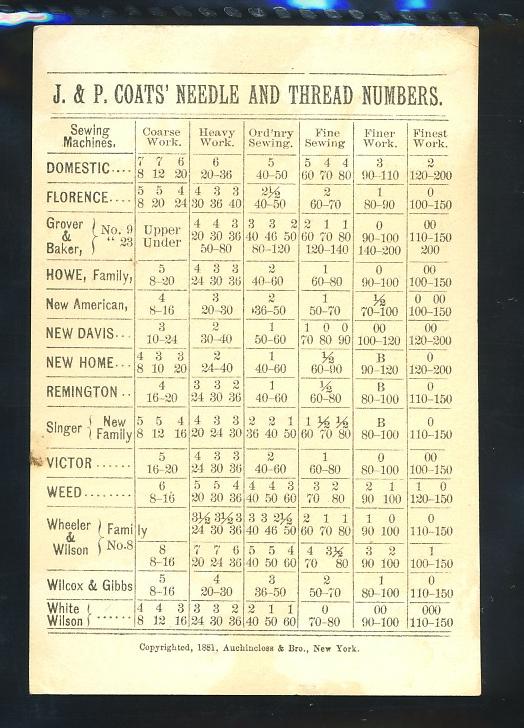 J. & P. COATS' NEEDLE AND THREAD NUMBERS.
Sewing Machines. Coarse Work. Heavy Work. Ord'nry Sewing. Fine Sewing Finer Work. Finest Work.
7 7 6 6 5 5 4 4 3 2
DOMESTIC.... 8 12 20 20-36 40-50 60 70 80 90-110 120-200
5 5 4 4 3 3 2½ 2 1 0
FLORENCE.... 8 20 24 30 36 40 40-50 60-70 80-90 100-150
Grover & Baker, { No. 9 Upper 4 4 3 3 3 2 2 1 1 0 00
" 23 Under 20 30 36 40 46 50 60 70 80 90-100 110-150
50-80 80-120 120-140 140-200 200
5 4 3 3 2 1 0 00
HOWE, Family, 8-20 24 30 36 40-60 60-80 90-100 100-150
4 3 2 1 ½ 0 00
New American, 8-16 20-30 36-50 50-70 70-100 100-150
3 2 1 1 0 0 00 00
NEW DAVIS... 10-24 30-40 50-60 70 80 90 100-120 120-200
4 3 3 2 1 ½ B 0
NEW HOME... 8 10 20 24-40 40-60 60-90 90-120 120-200
4 3 3 2 1 ½ B 0
REMINGTON .. 16-20 24 30 36 40-60 60-80 80-100 100-150
Singer { New Family 5 5 4 4 3 3 2 2 1 1 ½ ½ B 0
8 12 16 20 24 30 36 40 50 60 70 80 80-100 110-150
5 4 3 3 2 1 0 00
VICTOR ...... 16-20 24 30 36 40-60 60-80 80-100 100-150
6 5 5 4 4 4 3 3 2 2 1 1 0
WEED........ 8-16 20 30 36 40 50 60 70 80 90 100 120-150
Wheeler & Wilson { Family 3½ 3½ 3 3 3 2½ 2 1 1 1 0 0
24 30 36 40 46 50 60 70 80 90 100 110-150
No.8 8 7 7 6 5 5 4 4 3½ 3 2 1
8-16 20 24 36 40 50 60 70 80 90 100 100-150
5 4 3 2 1 0
Wilcox & Gibbs 8-16 20-30 36-50 50-70 80-100 110-150
White Wilson { ...... 4 4 3 3 3 2 2 1 1 0 00 000
8 12 16 24 30 36 40 50 60 70-80 90-100 110-150
Copyrighted, 1881, Auchincloss & Bro., New York.